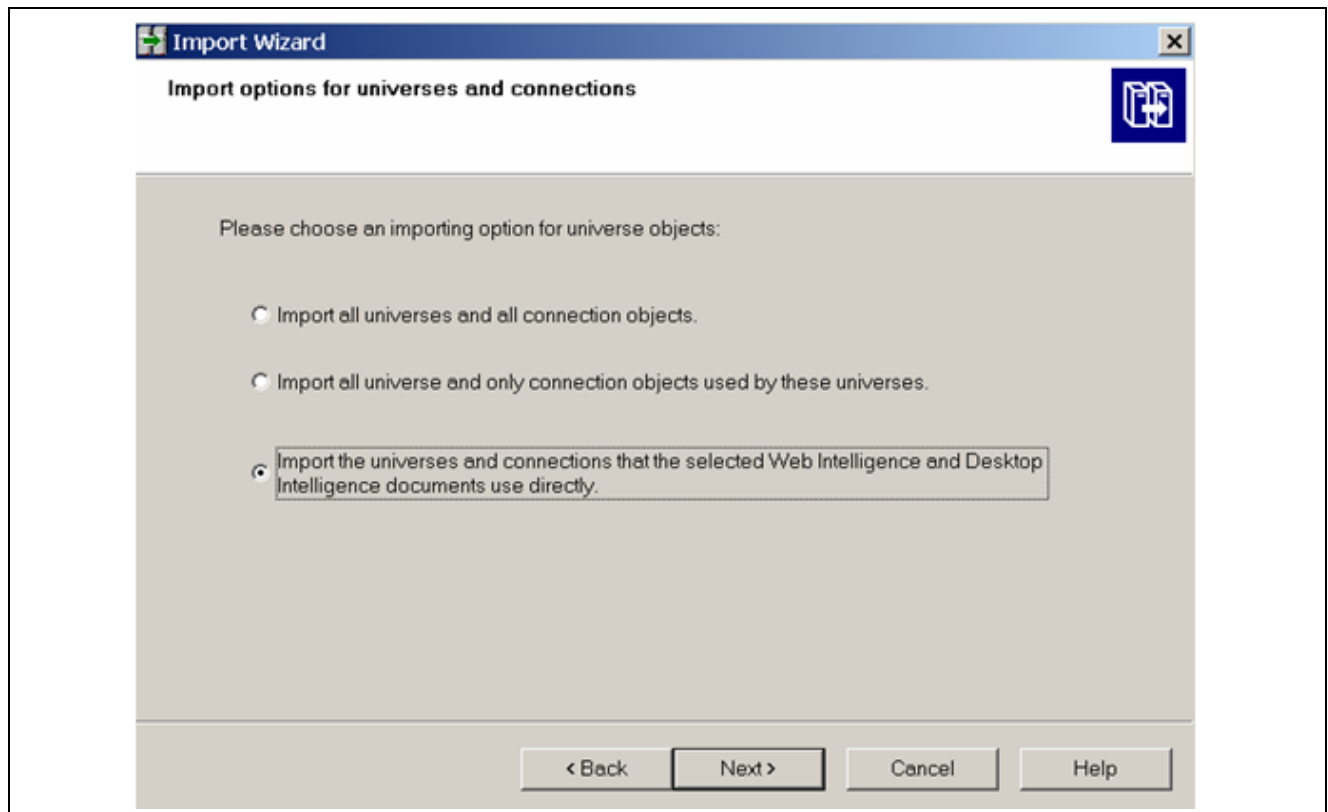 Import Wizard
Import options for universes and connections
Please choose an importing option for universe objects:
Import all universes and all connection objects.
Import all universe and only connection objects used by these universes.
Import the universes and connections that the selected Web Intelligence and Desktop
Intelligence documents use directly.
< Back Next > Cancel Help